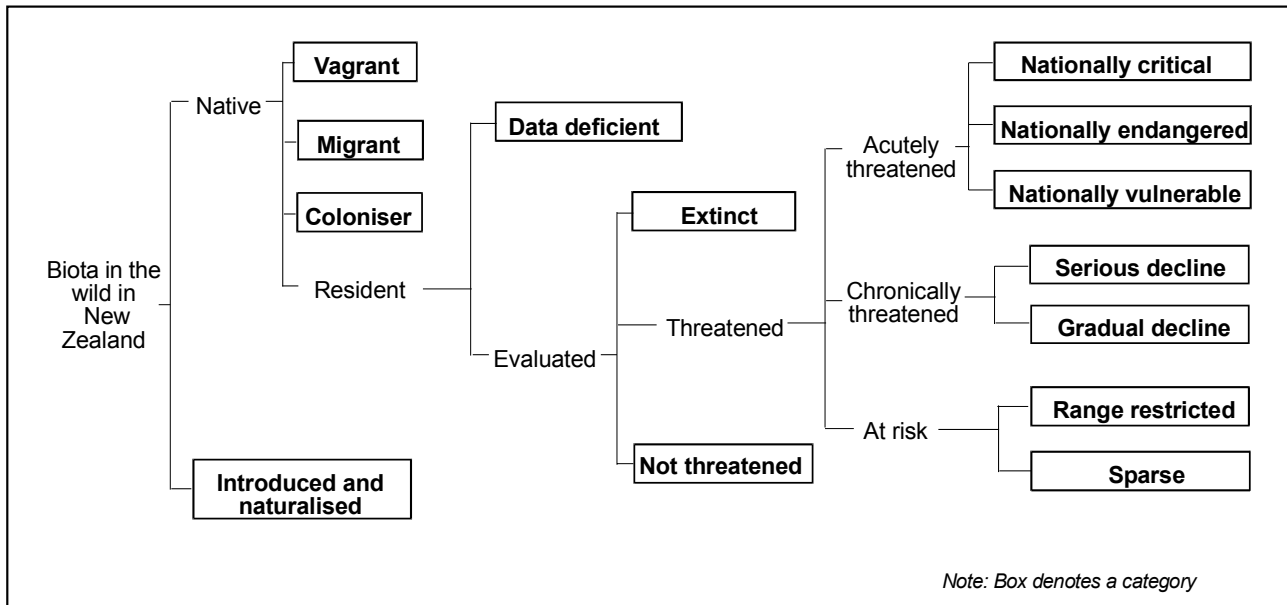 Biota in the
wild in
New
Zealand
Native
Introduced and
naturalised
Vagrant
Migrant
Coloniser
Resident
Data deficient
Evaluated
Extinct
Threatened
Not threatened
Acutely
threatened
Chronically
threatened
At risk
Nationally critical
Nationally endangered
Nationally vulnerable
Serious decline
Gradual decline
Range restricted
Sparse
Note: Box denotes a category